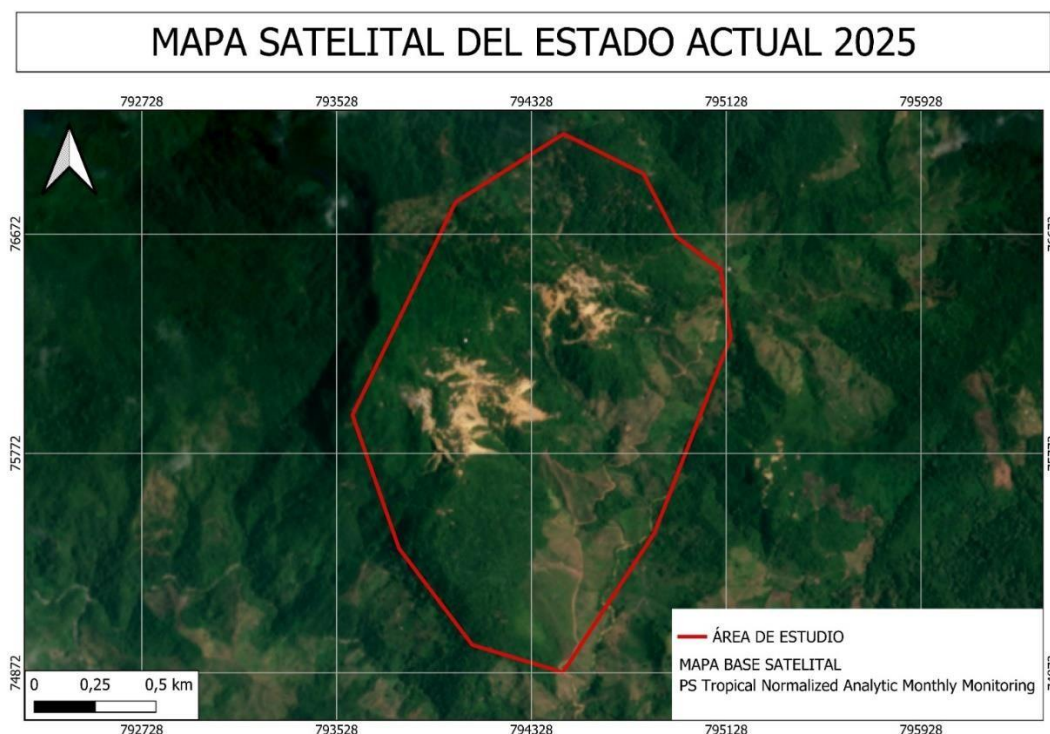 MAPA SATELITAL DEL ESTADO ACTUAL 2025
792728 793528 794328 795128 795928
76672
75772
74872
ÁREA DE ESTUDIO
MAPA BASE SATELITAL
PS Tropical Normalized Analytic Monthly Monitoring
0 0,25 0,5 km
792728 793528 794328 795128 795928